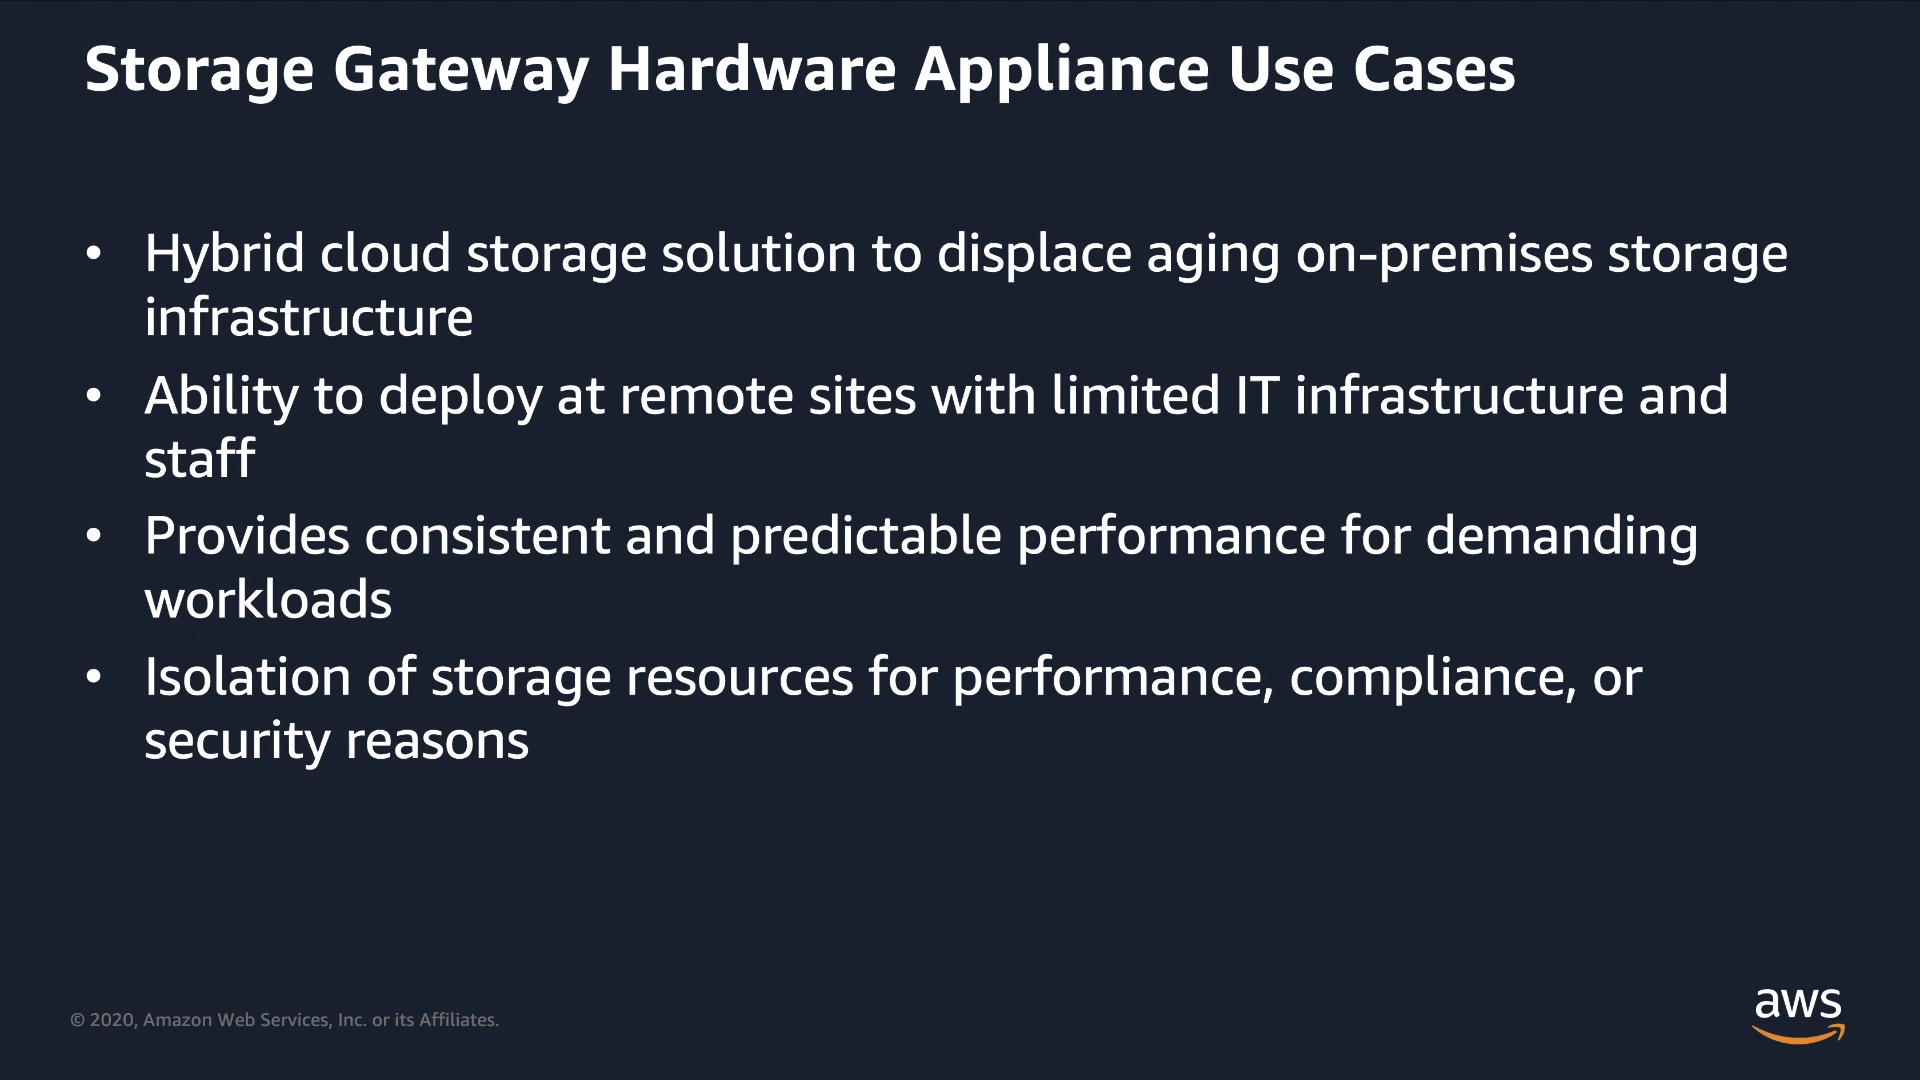 Storage Gateway Hardware Appliance Use Cases
• Hybrid cloud storage solution to displace aging on-premises storage
infrastructure
• Ability to deploy at remote sites with limited IT infrastructure and
staff
• Provides consistent and predictable performance for demanding
workloads
• Isolation of storage resources for performance, compliance, or
security reasons
© 2020, Amazon Web Services, Inc. or its Affiliates.
aws